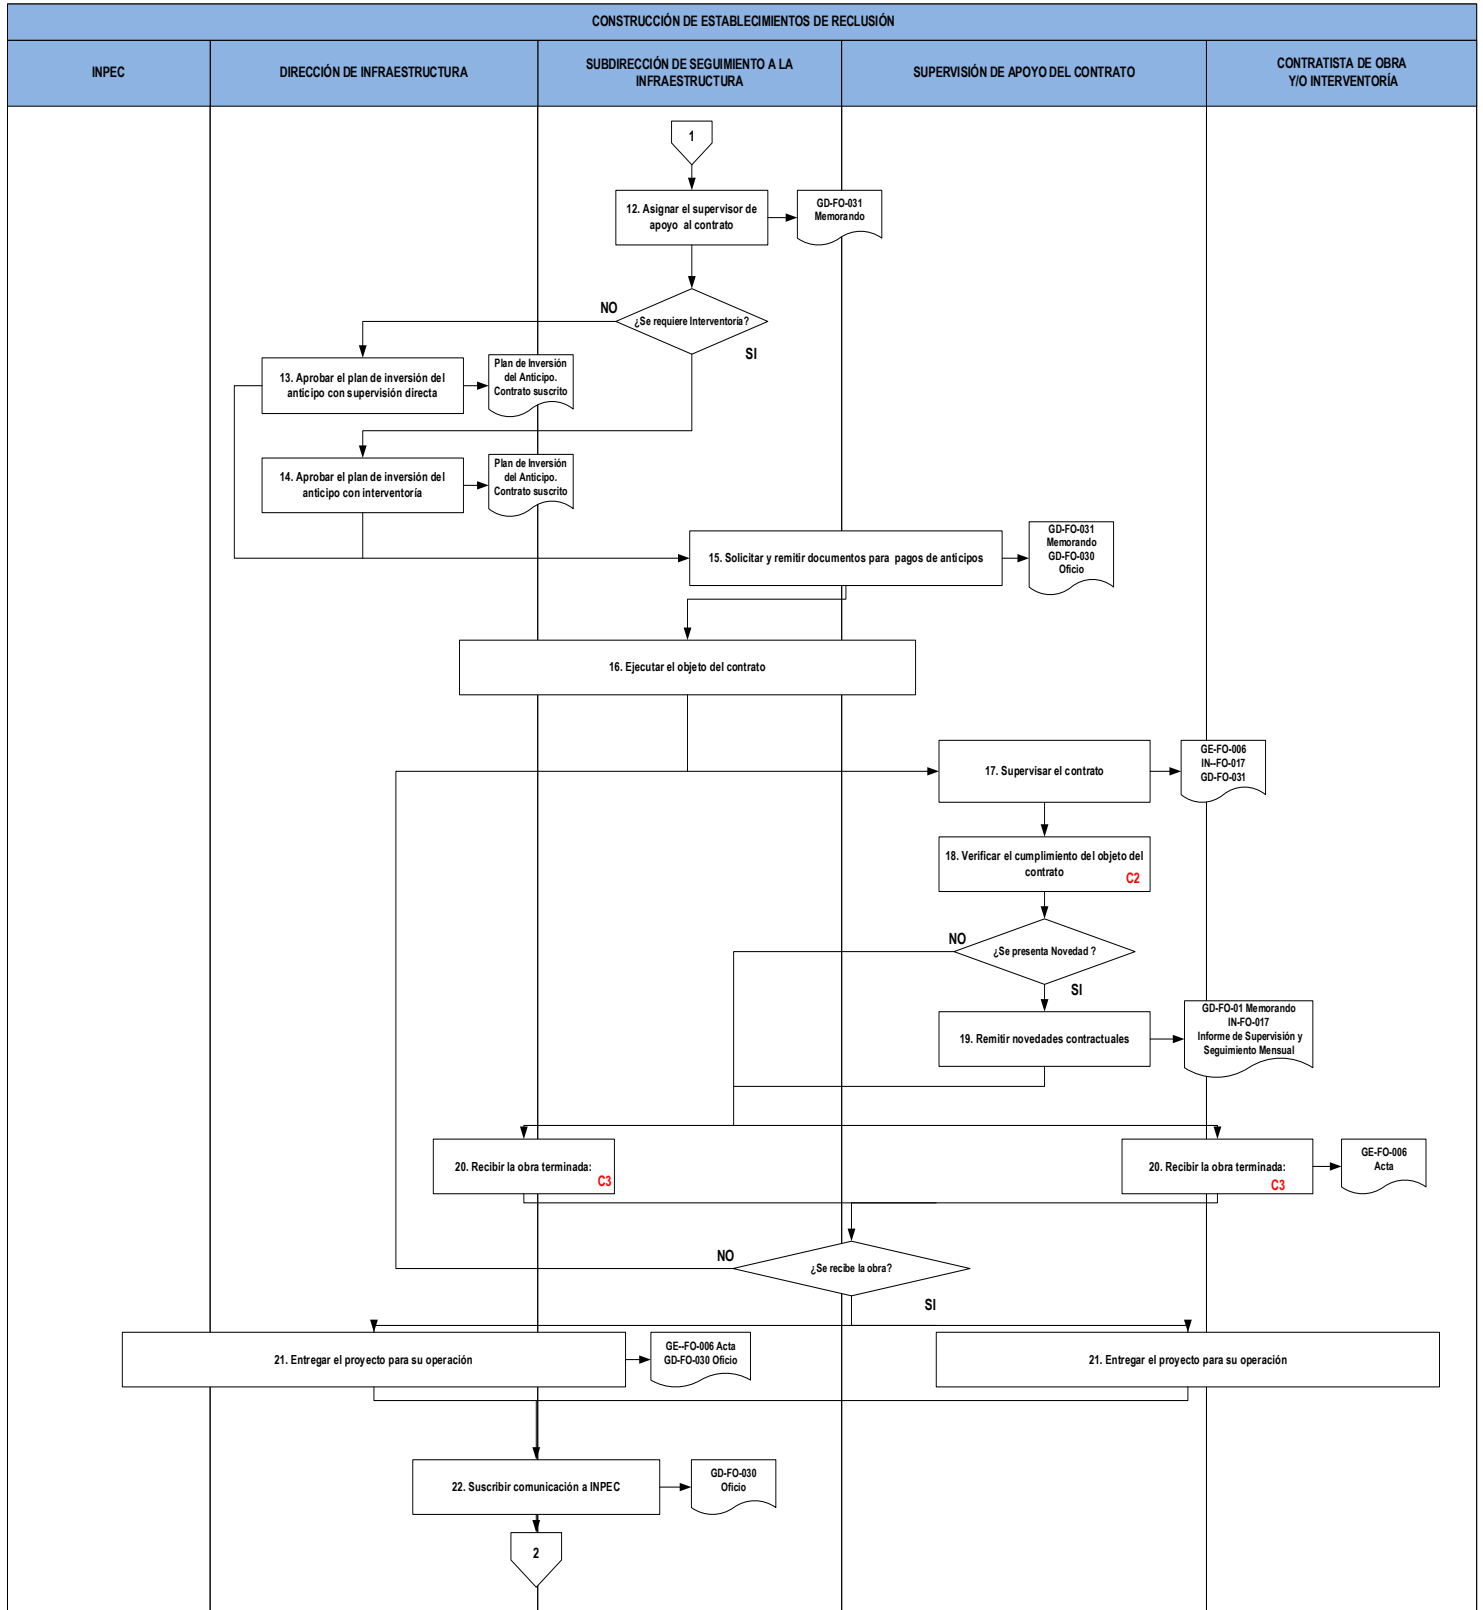 CONSTRUCCIÓN DE ESTABLECIMIENTOS DE RECLUSIÓN
INPEC
DIRECCIÓN DE INFRAESTRUCTURA
SUBDIRECCIÓN DE SEGUIMIENTO A LA
INFRAESTRUCTURA
SUPERVISIÓN DE APOYO DEL CONTRATO
CONTRATISTA DE OBRA
Y/O INTERVENTORÍA
1
12. Asignar el supervisor de
apoyo al contrato
GD-FO-031
Memorando
¿Se requiere Interventoría?
NO
SI
13. Aprobar el plan de inversión del
anticipo con supervisión directa
Plan de Inversión
del Anticipo.
Contrato suscrito
14. Aprobar el plan de inversión del
anticipo con interventoría
Plan de Inversión
del Anticipo.
Contrato suscrito
15. Solicitar y remitir documentos para pagos de anticipos
GD-FO-031
Memorando
GD-FO-030
Oficio
16. Ejecutar el objeto del contrato
17. Supervisar el contrato
GE-FO-006
IN--FO-017
GD-FO-031
18. Verificar el cumplimiento del objeto del
contrato
C2
NO
¿Se presenta Novedad ?
SI
19. Remitir novedades contractuales
GD-FO-01 Memorando
IN-FO-017
Informe de Supervisión y
Seguimiento Mensual
20. Recibir la obra terminada:
C3
20. Recibir la obra terminada:
C3
GE-FO-006
Acta
NO
¿Se recibe la obra?
SI
21. Entregar el proyecto para su operación
GE--FO-006 Acta
GD-FO-030 Oficio
21. Entregar el proyecto para su operación
22. Suscribir comunicación a INPEC
GD-FO-030
Oficio
2